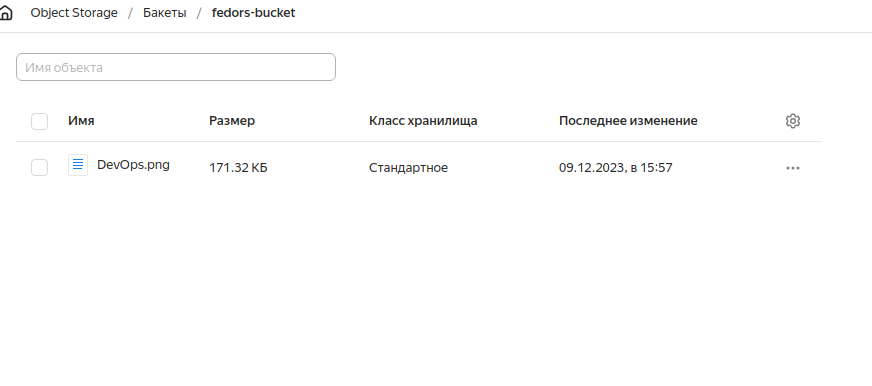 Object Storage / Бакеты / fedors-bucket
Имя объекта
Имя Размер Класс хранилища Последнее изменение
DevOps.png 171.32 КБ Стандартное 09.12.2023, в 15:57